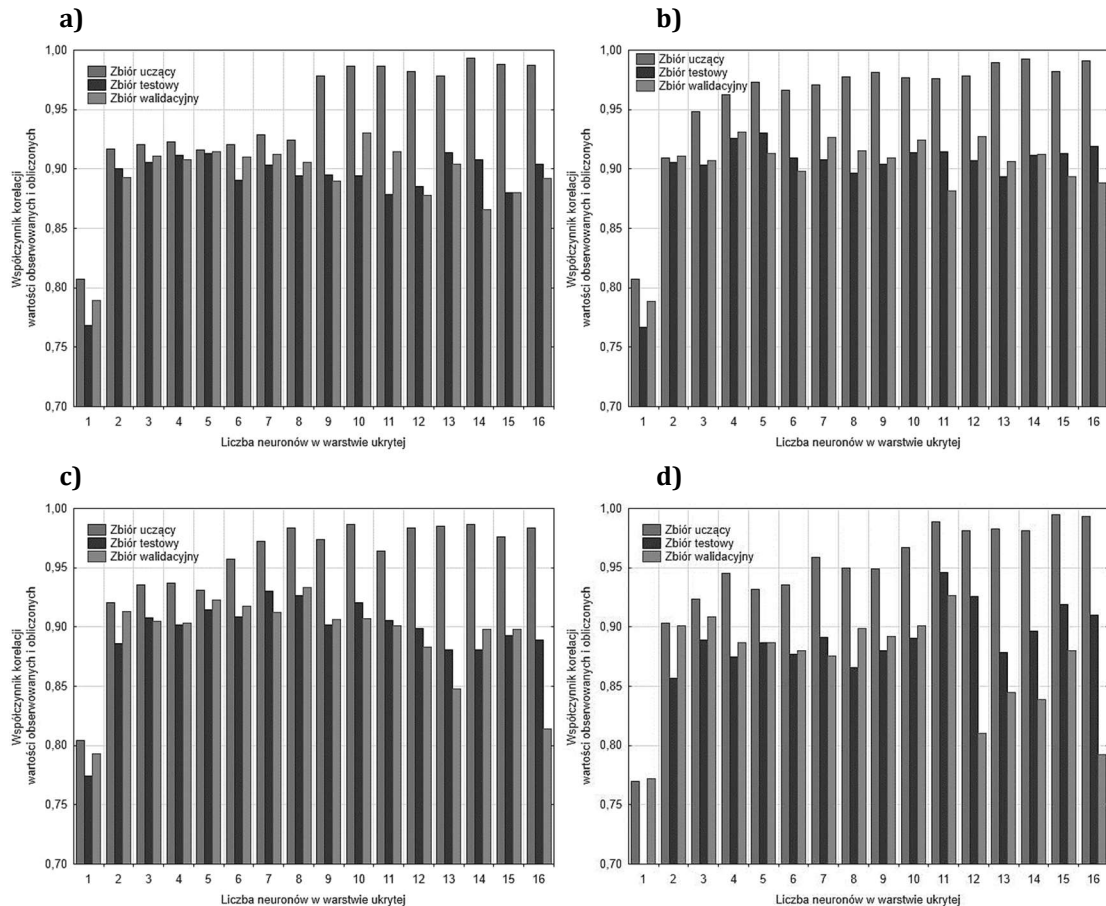 a)
1,00
0,95
0,90
0,85
0,80
0,75
0,70
Współczynnik korelacji
wartości obserwowanych i obliczonych
Zbiór uczący
Zbiór testowy
Zbiór walidacyjny
1 2 3 4 5 6 7 8 9 10 11 12 13 14 15 16
Liczba neuronów w warstwie ukrytej
b)
1,00
0,95
0,90
0,85
0,80
0,75
0,70
Współczynnik korelacji
wartości obserwowanych i obliczonych
Zbiór uczący
Zbiór testowy
Zbiór walidacyjny
1 2 3 4 5 6 7 8 9 10 11 12 13 14 15 16
Liczba neuronów w warstwie ukrytej
c)
1,00
0,95
0,90
0,85
0,80
0,75
0,70
Współczynnik korelacji
wartości obserwowanych i obliczonych
Zbiór uczący
Zbiór testowy
Zbiór walidacyjny
1 2 3 4 5 6 7 8 9 10 11 12 13 14 15 16
Liczba neuronów w warstwie ukrytej
d)
1,00
0,95
0,90
0,85
0,80
0,75
0,70
Współczynnik korelacji
wartości obserwowanych i obliczonych
Zbiór uczący
Zbiór testowy
Zbiór walidacyjny
1 2 3 4 5 6 7 8 9 10 11 12 13 14 15 16
Liczba neuronów w warstwie ukrytej